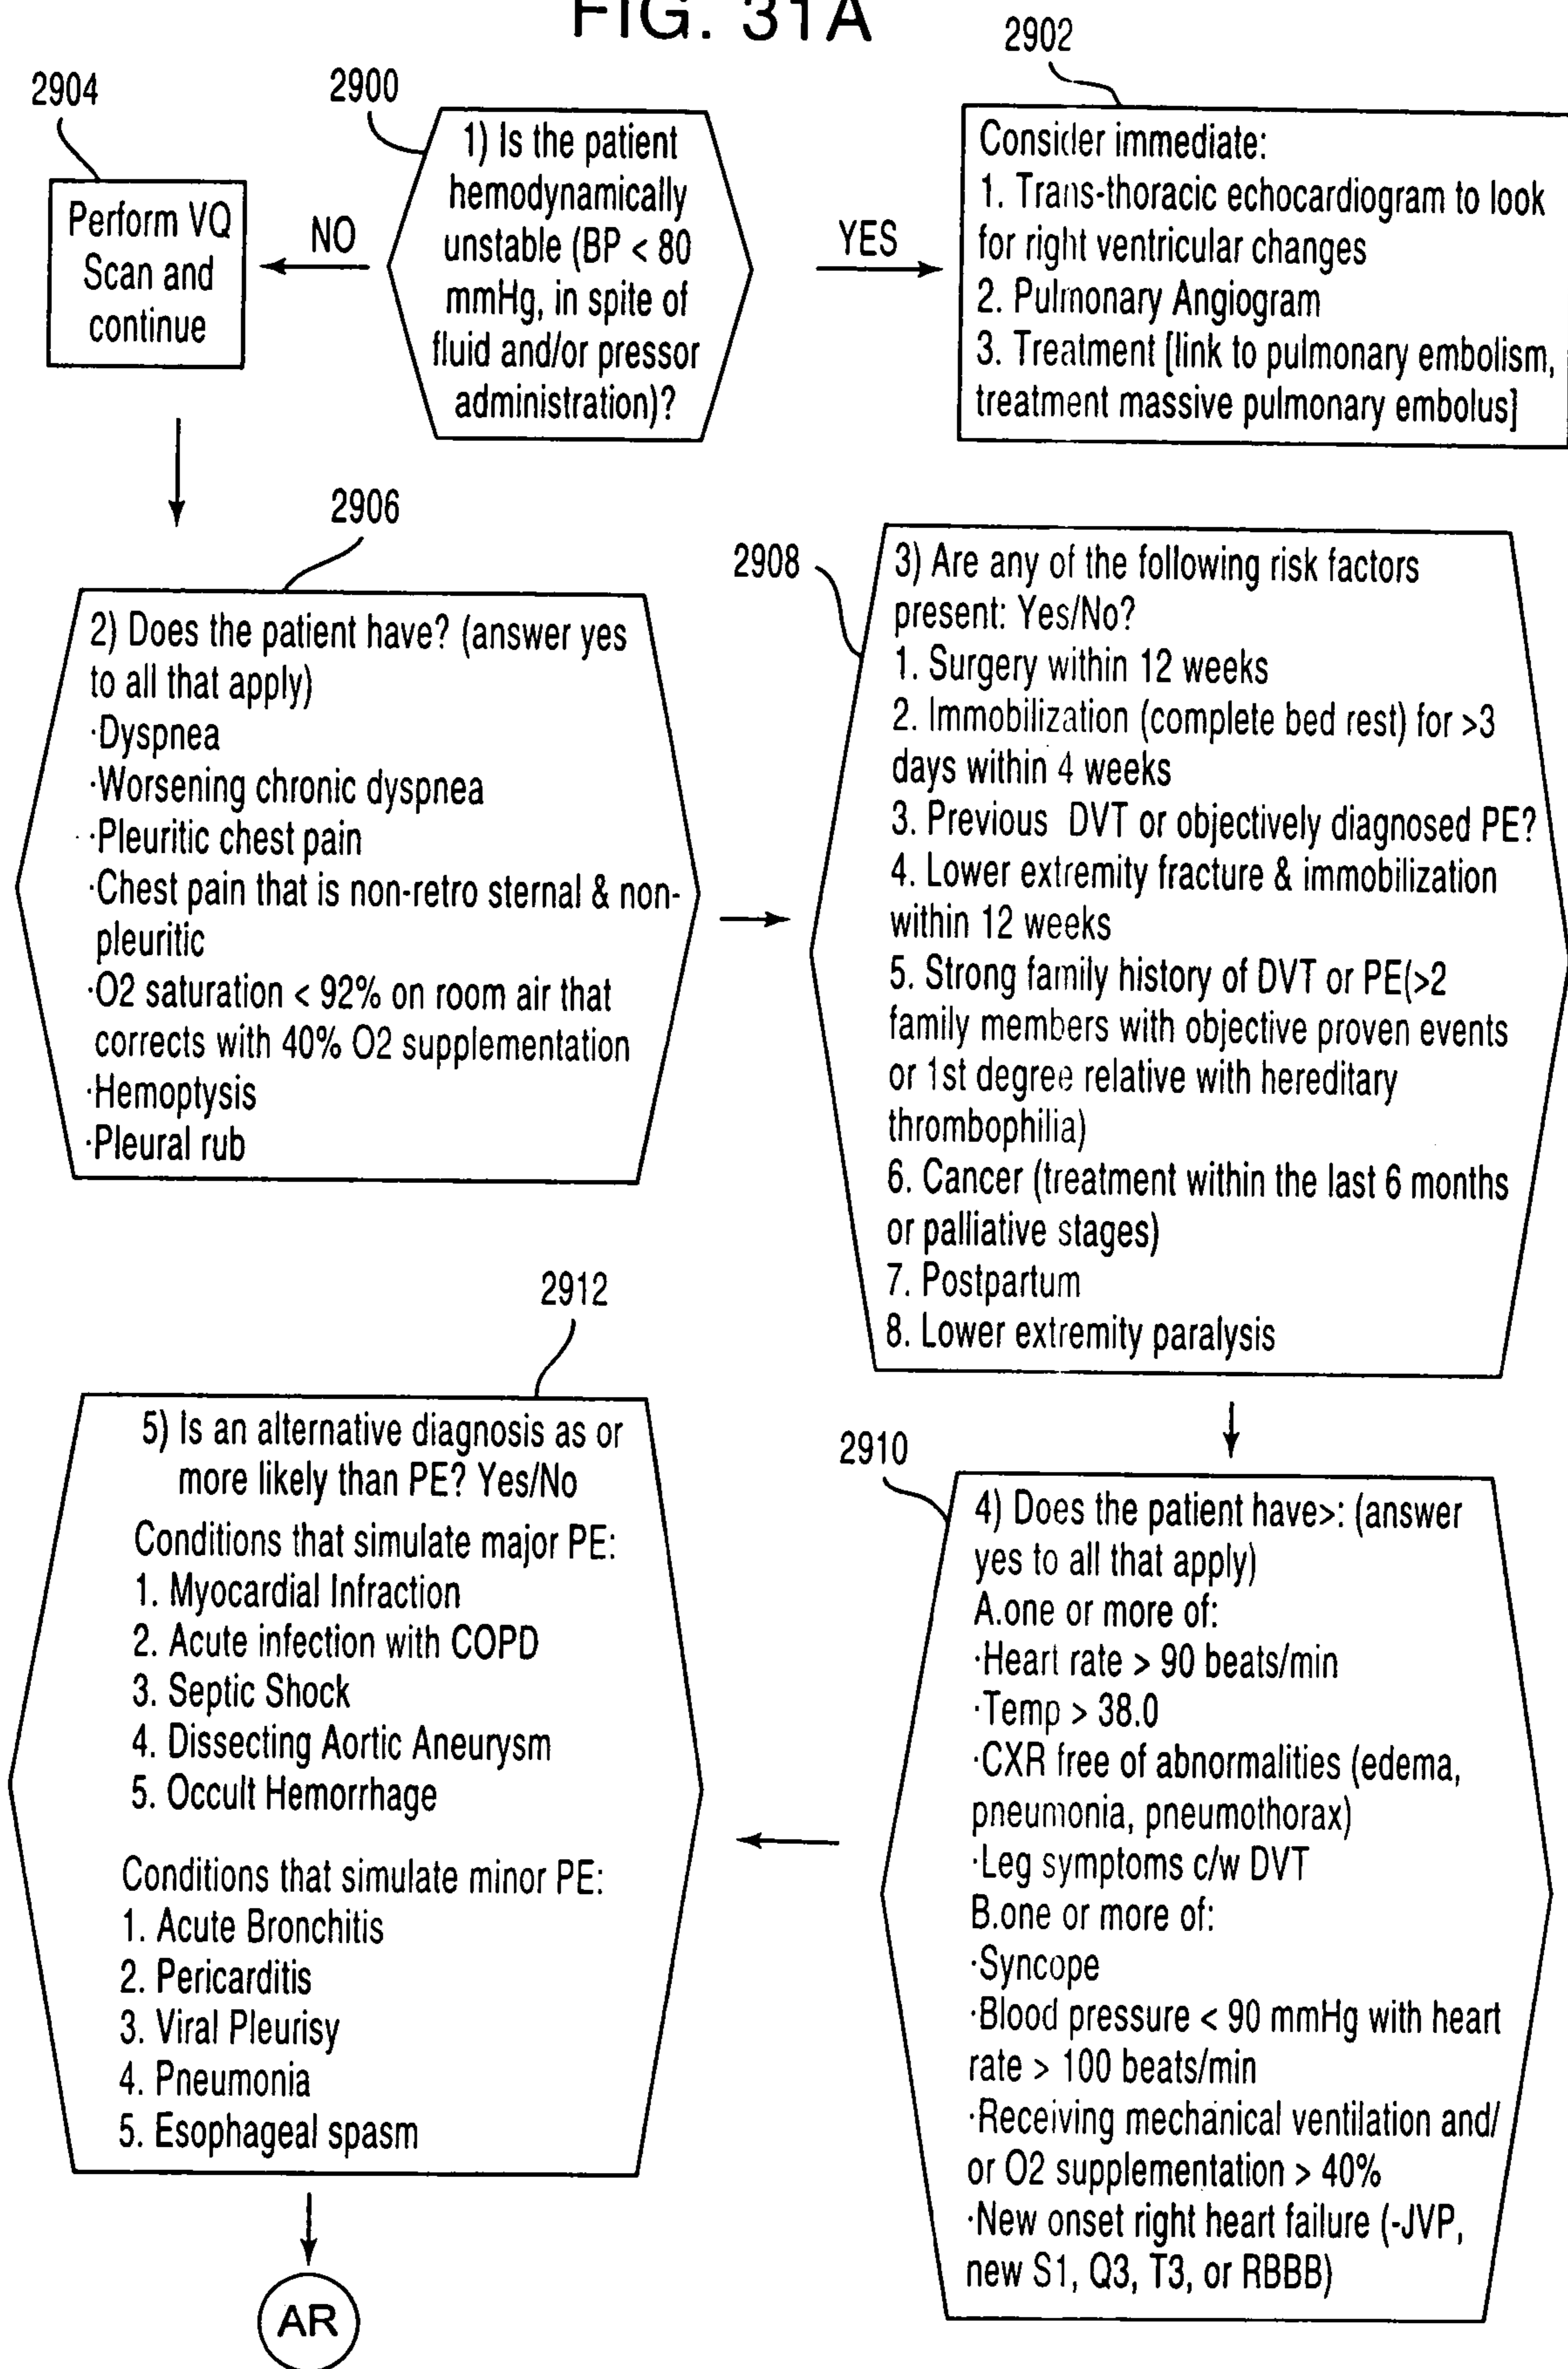 FIG. 31A
2902
2904
2900
1) Is the patient
hemodynamically
unstable (BP < 80
mmHg, in spite of
fluid and/or pressor
administration)?
NO
YES
Perform VQ
Scan and
continue
Consider immediate:
1. Trans-thoracic echocardiogram to look
for right ventricular changes
2. Pulmonary Angiogram
3. Treatment [link to pulmonary embolism,
treatment massive pulmonary embolus]
2906
2) Does the patient have? (answer yes
to all that apply)
·Dyspnea
·Worsening chronic dyspnea
·Pleuritic chest pain
·Chest pain that is non-retro sternal & non-
pleuritic
·O2 saturation < 92% on room air that
corrects with 40% O2 supplementation
·Hemoptysis
·Pleural rub
2908
3) Are any of the following risk factors
present: Yes/No?
1. Surgery within 12 weeks
2. Immobilization (complete bed rest) for >3
days within 4 weeks
3. Previous DVT or objectively diagnosed PE?
4. Lower extremity fracture & immobilization
within 12 weeks
5. Strong family history of DVT or PE(>2
family members with objective proven events
or 1st degree relative with hereditary
thrombophilia)
6. Cancer (treatment within the last 6 months
or palliative stages)
7. Postpartum
8. Lower extremity paralysis
2910
4) Does the patient have>: (answer
yes to all that apply)
A.one or more of:
·Heart rate > 90 beats/min
·Temp > 38.0
·CXR free of abnormalities (edema,
pneumonia, pneumothorax)
·Leg symptoms c/w DVT
B.one or more of:
·Syncope
·Blood pressure < 90 mmHg with heart
rate > 100 beats/min
·Receiving mechanical ventilation and/
or O2 supplementation > 40%
·New onset right heart failure (-JVP,
new S1, Q3, T3, or RBBB)
2912
5) Is an alternative diagnosis as or
more likely than PE? Yes/No
Conditions that simulate major PE:
1. Myocardial Infraction
2. Acute infection with COPD
3. Septic Shock
4. Dissecting Aortic Aneurysm
5. Occult Hemorrhage
Conditions that simulate minor PE:
1. Acute Bronchitis
2. Pericarditis
3. Viral Pleurisy
4. Pneumonia
5. Esophageal spasm
AR